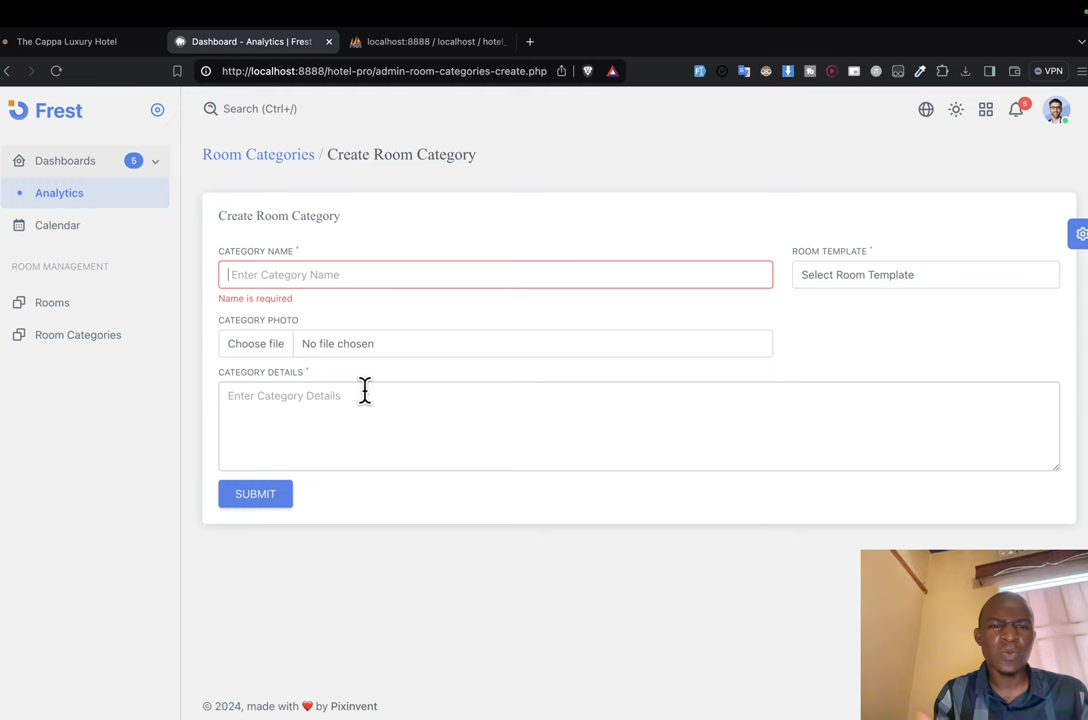 The Cappa Luxury Hotel
Dashboard - Analytics | Frest
localhost:8888 / localhost / hotel_
http://localhost:8888/hotel-pro/admin-room-categories-create.php
VPN
Frest
Search (Ctrl+/)
5
Dashboards 5
Analytics
Calendar
ROOM MANAGEMENT
Rooms
Room Categories
Room Categories / Create Room Category
Create Room Category
CATEGORY NAME *
ROOM TEMPLATE *
Enter Category Name
Select Room Template
Name is required
CATEGORY PHOTO
Choose file No file chosen
CATEGORY DETAILS *
Enter Category Details
SUBMIT
© 2024, made with ❤️ by Pixinvent